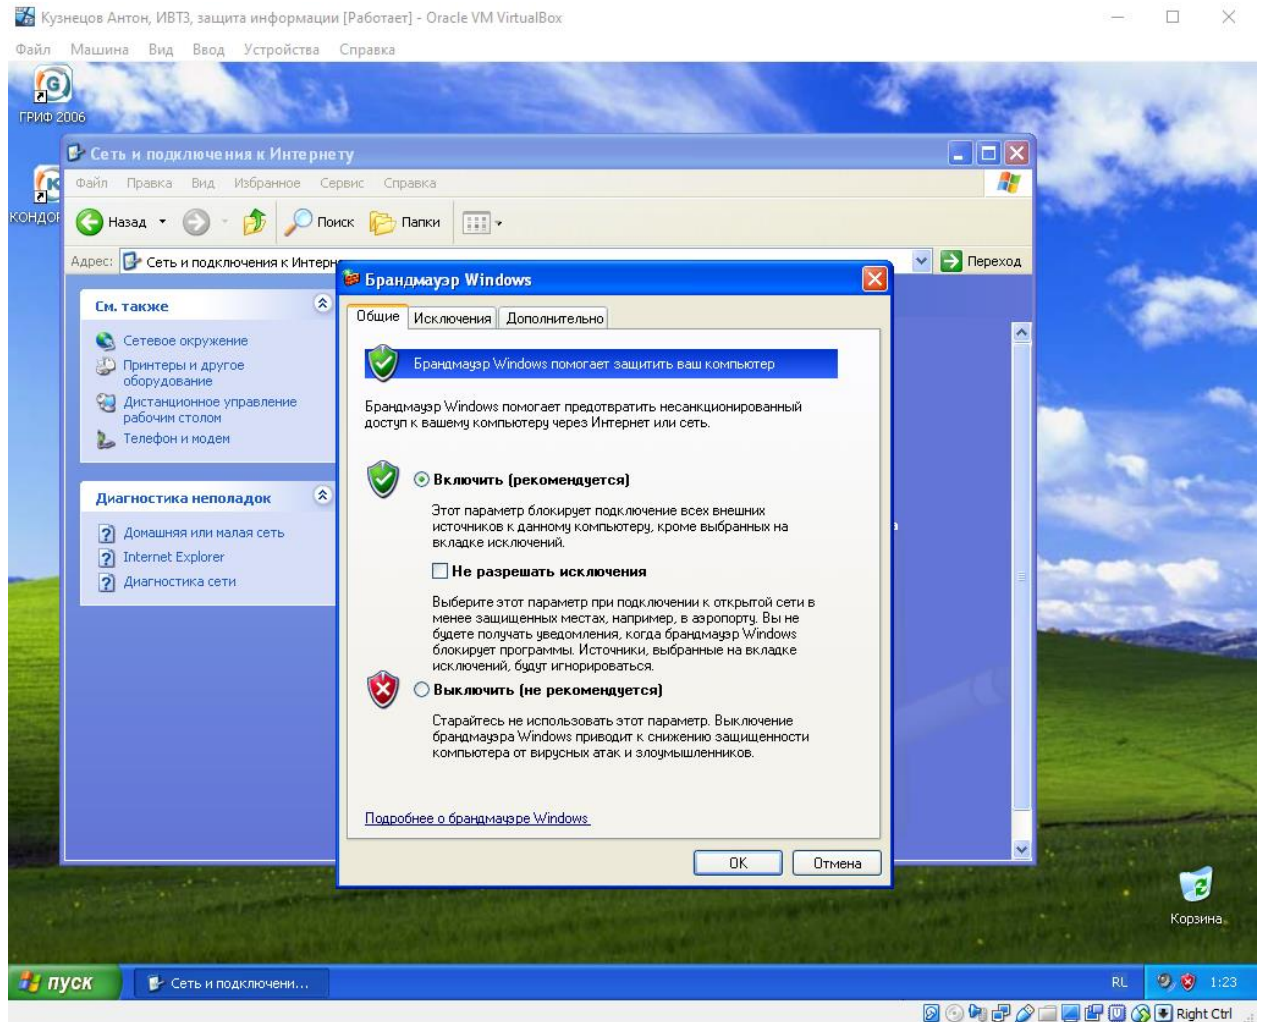 Кузнецов Антон, ИВТ3, защита информации [Работает] - Oracle VM VirtualBox
Файл Машина Вид Ввод Устройства Справка
ГРИФ 2006
Сеть и подключения к Интернету
Файл Правка Вид Избранное Сервис Справка
КОНДОР
Назад Поиск Папки
Адрес: Сеть и подключения к Интерн Переход
См. также
Сетевое окружение
Принтеры и другое
оборудование
Дистанционное управление
рабочим столом
Телефон и модем
Диагностика неполадок
Домашняя или малая сеть
Internet Explorer
Диагностика сети
Брандмауэр Windows
Общие Исключения Дополнительно
Брандмауэр Windows помогает защитить ваш компьютер
Брандмауэр Windows помогает предотвратить несанкционированный
доступ к вашему компьютеру через Интернет или сеть.
Включить (рекомендуется)
Этот параметр блокирует подключение всех внешних
источников к данному компьютеру, кроме выбранных на
вкладке исключений.
Не разрешать исключения
Выберите этот параметр при подключении к открытой сети в
менее защищенных местах, например, в аэропорту. Вы не
будете получать уведомления, когда брандмауэр Windows
блокирует программы. Источники, выбранные на вкладке
исключений, будут игнорироваться.
Выключить (не рекомендуется)
Старайтесь не использовать этот параметр. Выключение
брандмауэра Windows приводит к снижению защищенности
компьютера от вирусных атак и злоумышленников.
Подробнее о брандмауэре Windows
ОК Отмена
Корзина
пуск Сеть и подключени... RL 1:23
Right Ctrl